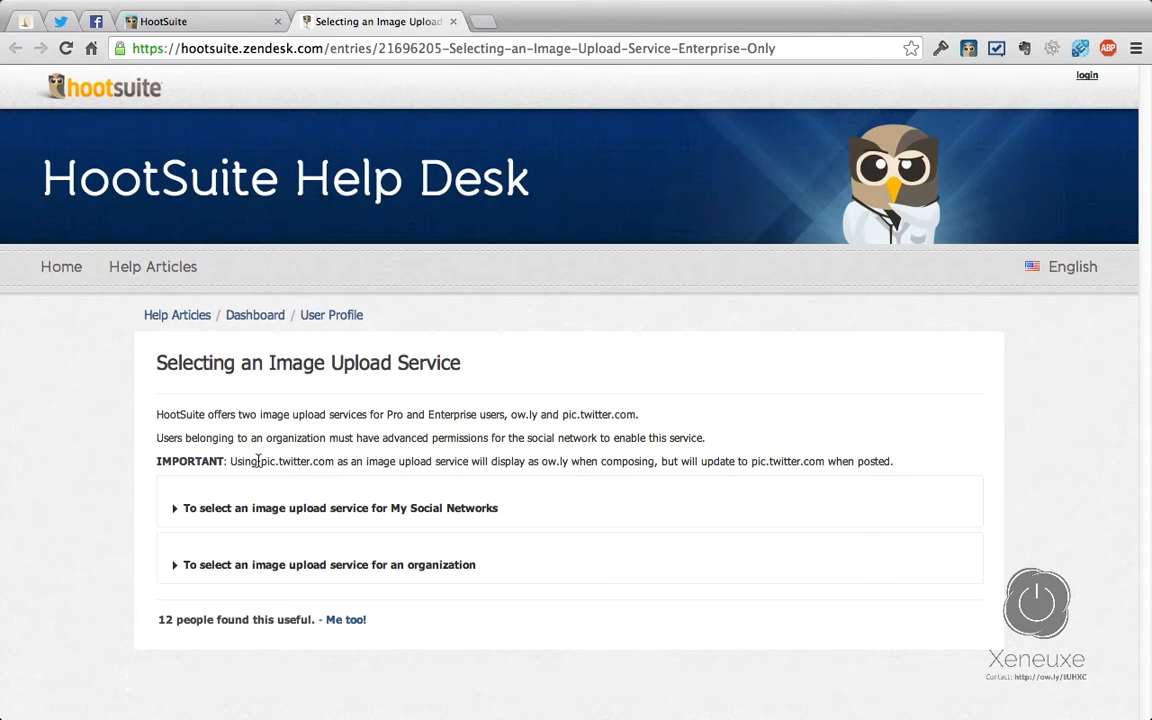 HootSuite
Selecting an Image Upload
https://hootsuite.zendesk.com/entries/21696205-Selecting-an-Image-Upload-Service-Enterprise-Only
ABP
hootsuite
login
HootSuite Help Desk
Home
Help Articles
English
Help Articles / Dashboard / User Profile
Selecting an Image Upload Service
HootSuite offers two image upload services for Pro and Enterprise users, ow.ly and pic.twitter.com.
Users belonging to an organization must have advanced permissions for the social network to enable this service.
IMPORTANT: Using pic.twitter.com as an image upload service will display as ow.ly when composing, but will update to pic.twitter.com when posted.
To select an image upload service for My Social Networks
To select an image upload service for an organization
12 people found this useful. - Me too!
Xeneuxe
Contact: http://ow.ly/tUHXC